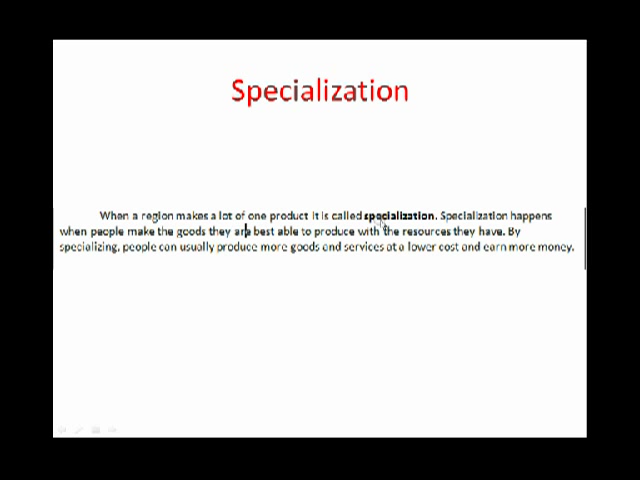 Specialization
When a region makes a lot of one product it is called specialization. Specialization happens
when people make the goods they are best able to produce with the resources they have. By
specializing, people can usually produce more goods and services at a lower cost and earn more money.